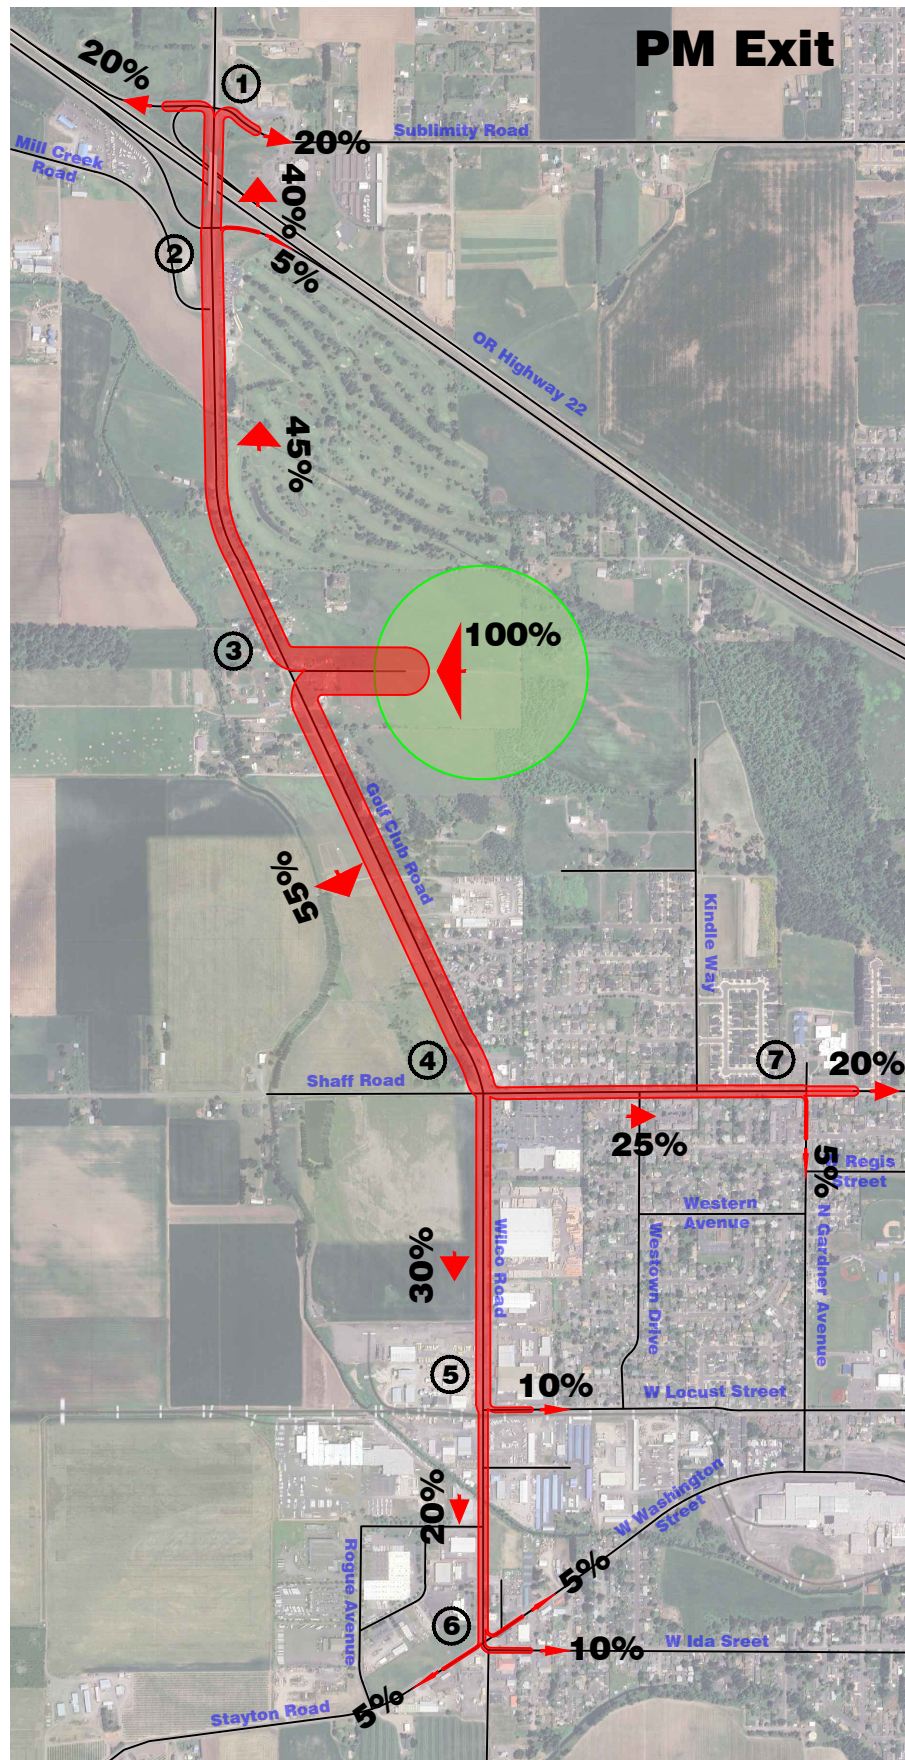 PM Exit
20%
1
Sublimity Road
20%
Mill Creek
Road
40%
2
5%
OR Highway 22
45%
3
100%
Golf Club Road
55%
Kindle Way
4
7
20%
Shaff Road
25%
5%
Regis
Street
Western
Avenue
N Gardner Avenue
Westown Drive
Wilco Road
30%
5
10%
W Locust Street
20%
W Washington
Street
5%
Rogue Avenue
6
W Ida Sreet
10%
5%
Stayton Road